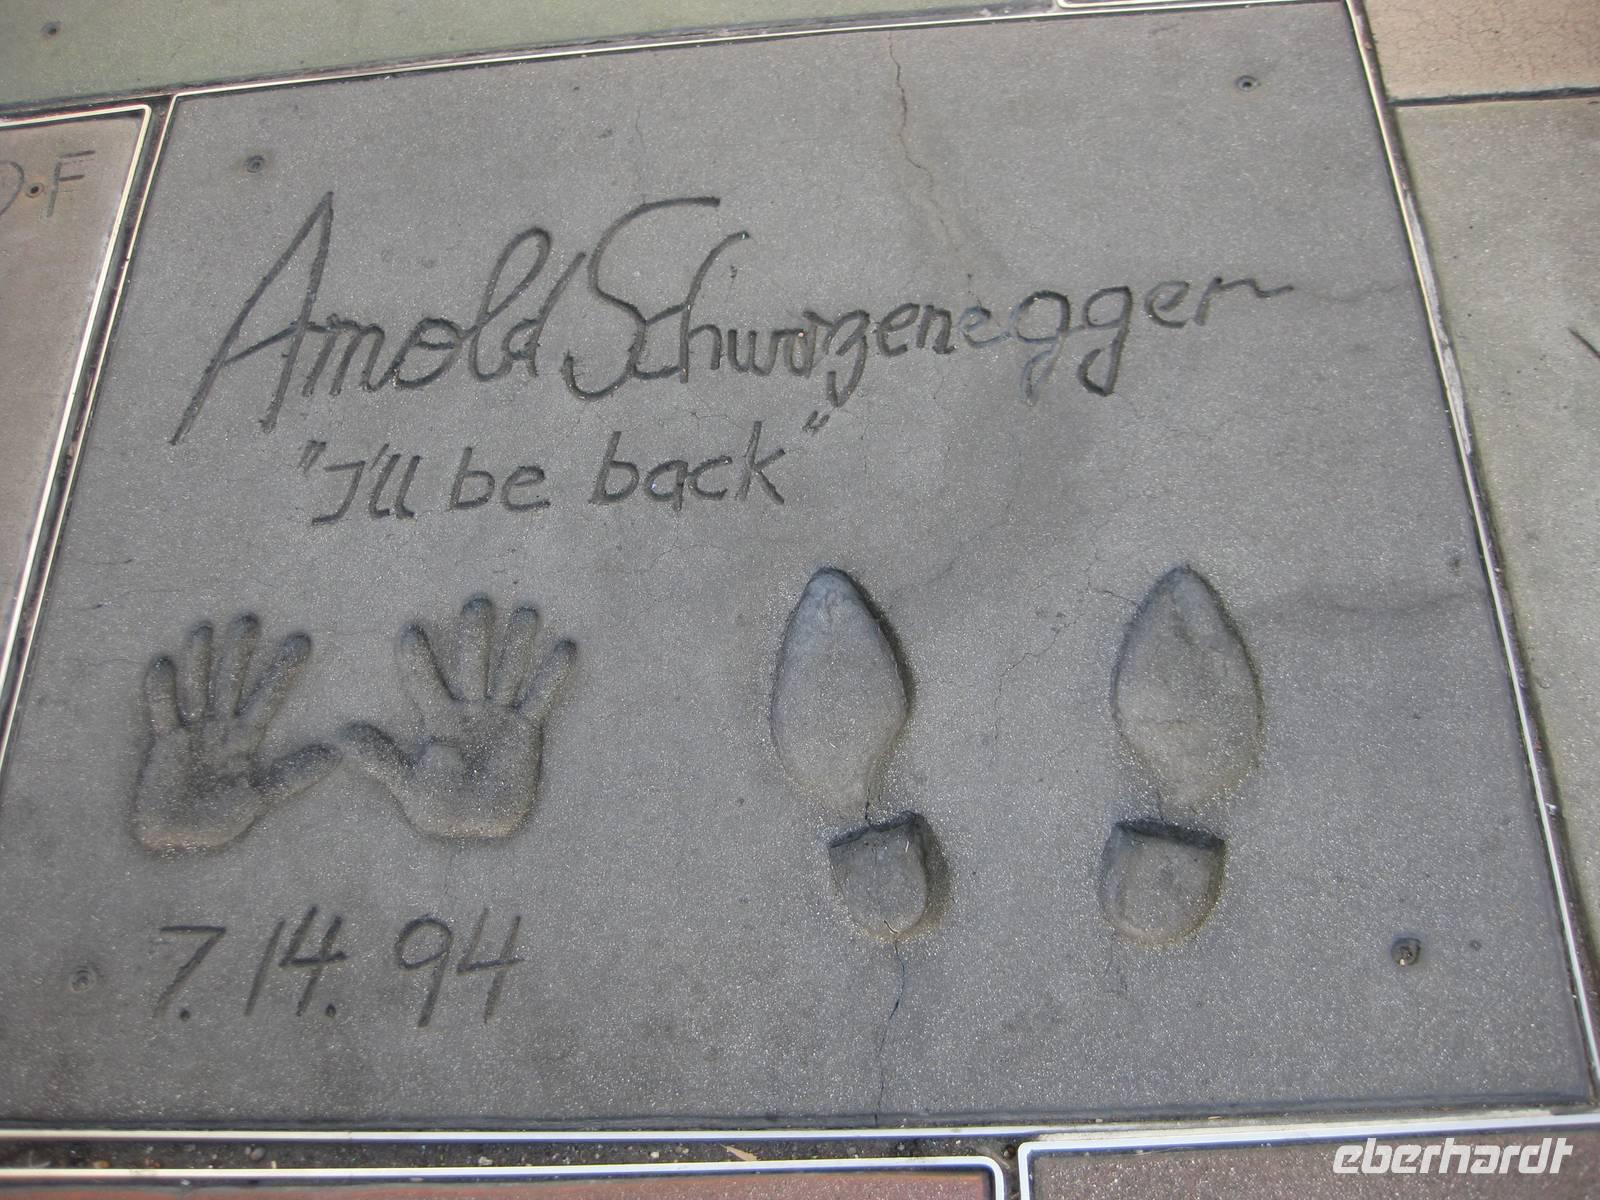 D.F
Arnold Schwarzenegger
"I'll be back"
7.14.94
eberhardt